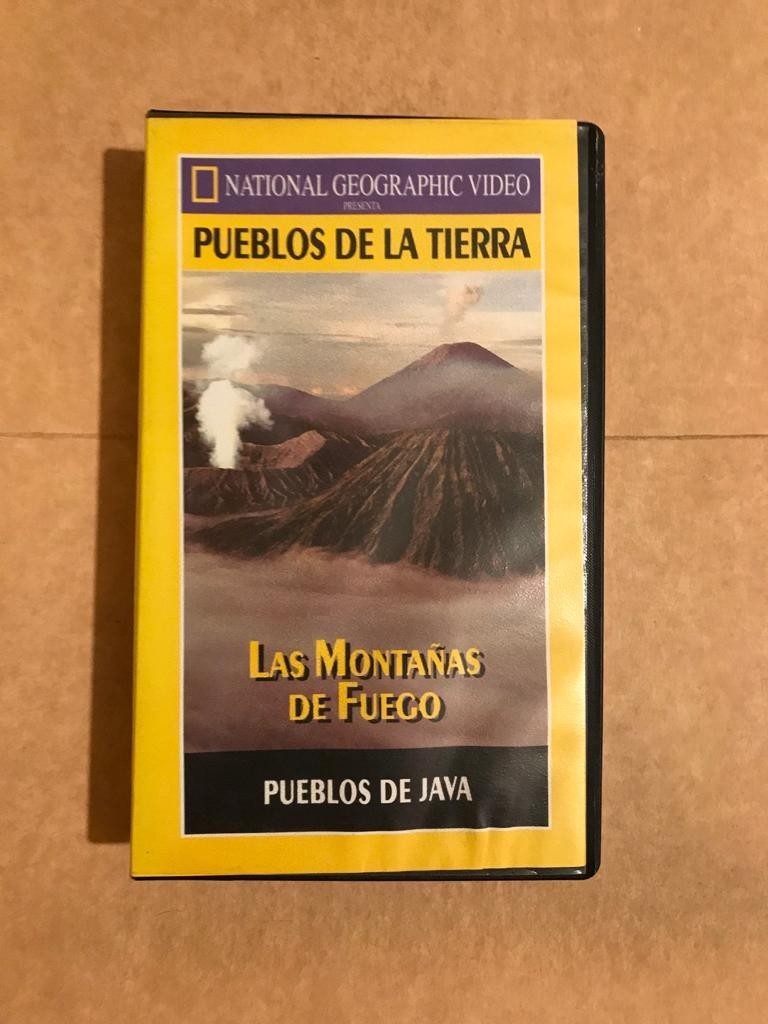 NATIONAL GEOGRAPHIC VIDEO
PRESENTA
PUEBLOS DE LA TIERRA
LAS MONTAÑAS
DE FUEGO
PUEBLOS DE JAVA